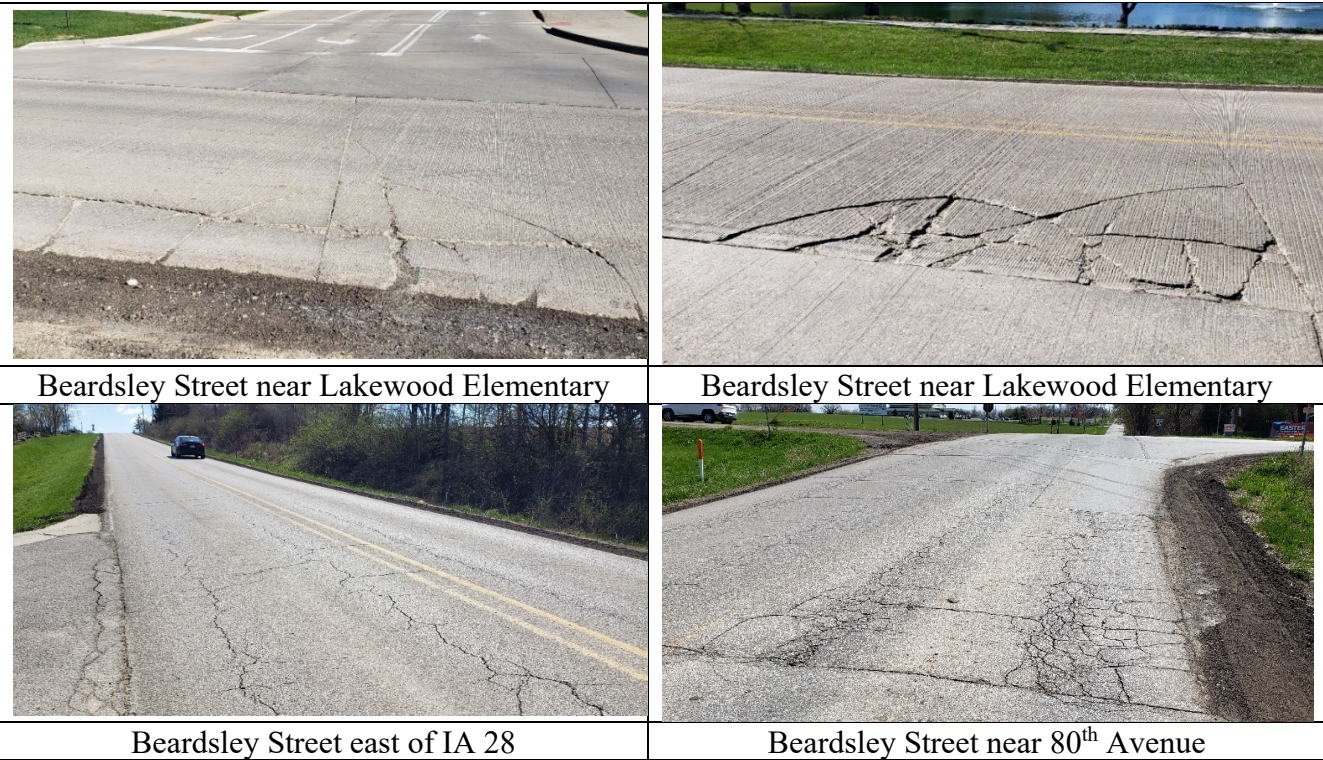 Beardsley Street near Lakewood Elementary
Beardsley Street near Lakewood Elementary
Beardsley Street east of IA 28
EASTER
Beardsley Street near 80th Avenue